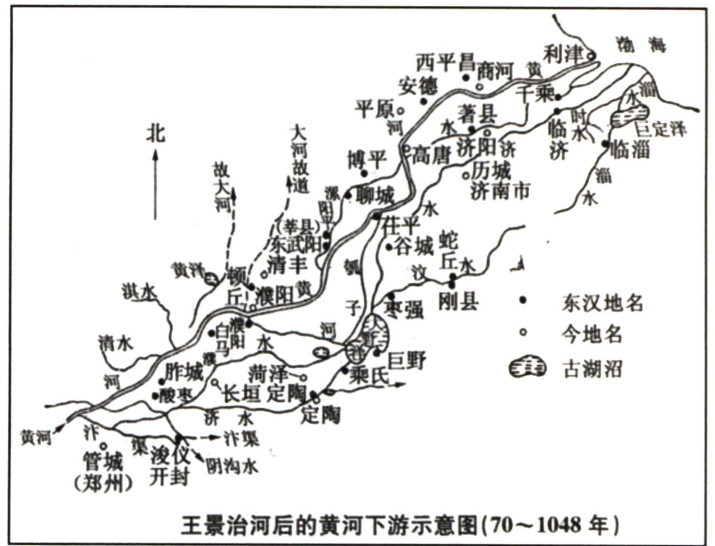 利津
渤海
西平昌
商河
黄
安德
千乘
水
淄
平原
著县
时
水
巨定泽
河
水
济阳
济
临济
临淄
北
大河故道
博平
高唐
历城
济南市
淄
水
故大河
漯
阳
聊城
水
(莘县)
东武阳
茌平
谷城
蛇丘
黄泽
清丰
瓠
汶
水
顿丘
濮阳
黄
刚县
淇水
子
枣强
东汉地名
濮阳
河
大野泽
今地名
清水
白马
水
巨野
古湖沼
河
胙城
濮
菏泽
乘氏
酸枣
长垣
定陶
济水
定陶
黄河
汴
渠
浚仪
汴渠
管城
(郑州)
开封
阴沟水
王景治河后的黄河下游示意图(70～1048年)